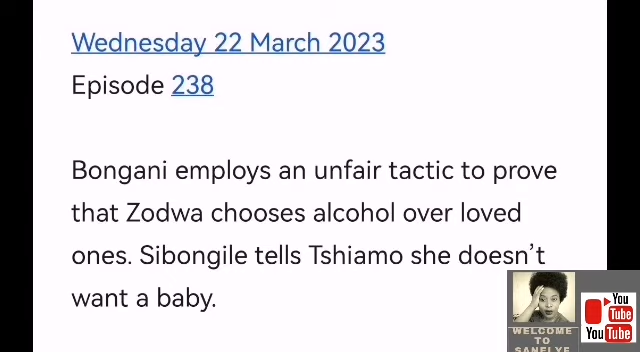 Wednesday 22 March 2023
Episode 238
Bongani employs an unfair tactic to prove
that Zodwa chooses alcohol over loved
ones. Sibongile tells Tshiamo she doesn't
want a baby.
WELCOME
TO
You
Tube
You Tube